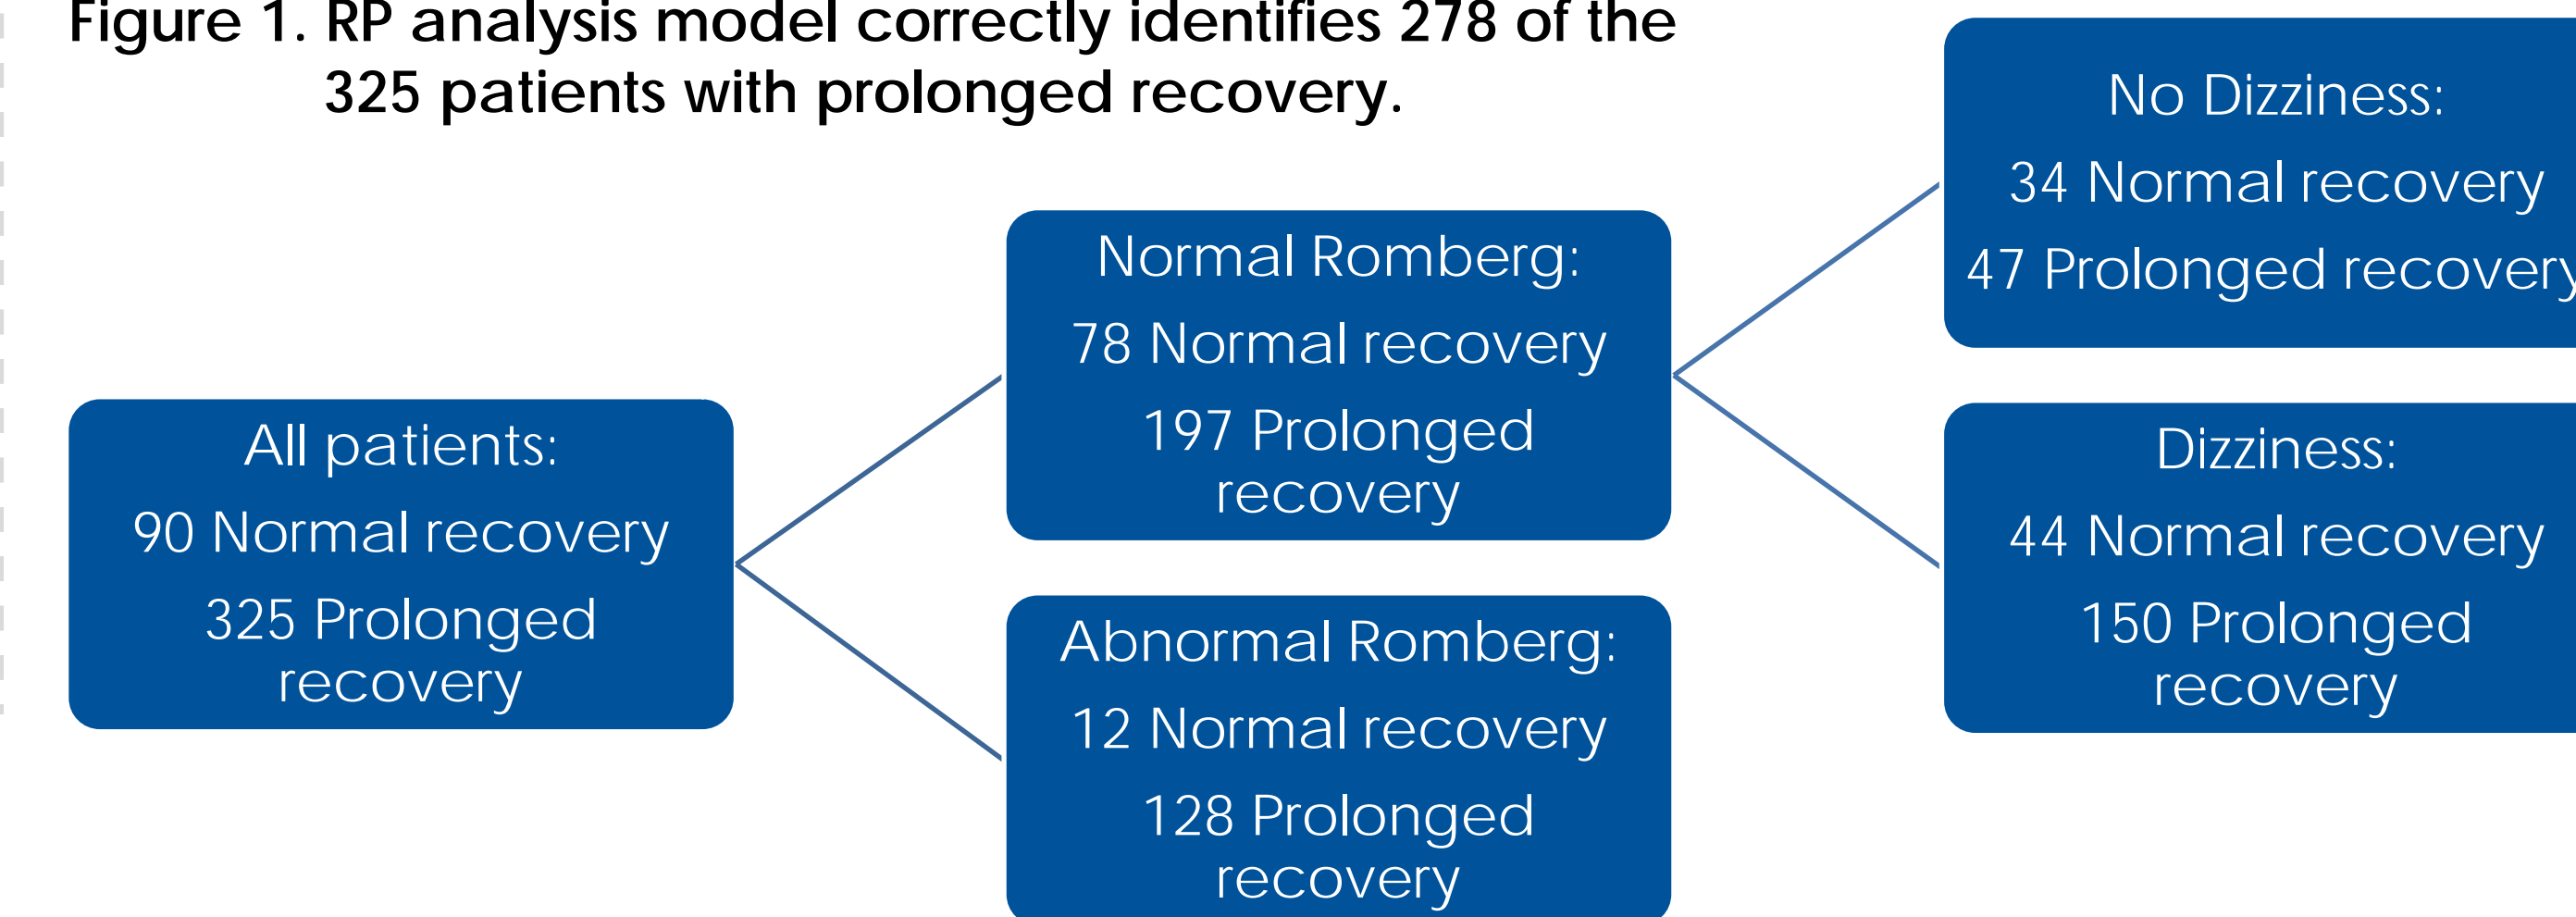 Figure 1. RP analysis model correctly identifies 278 of the
325 patients with prolonged recovery.
All patients:
90 Normal recovery
325 Prolonged
recovery
Normal Romberg:
78 Normal recovery
197 Prolonged
recovery
Abnormal Romberg:
12 Normal recovery
128 Prolonged
recovery
No Dizziness:
34 Normal recovery
47 Prolonged recovery
Dizziness:
44 Normal recovery
150 Prolonged
recovery